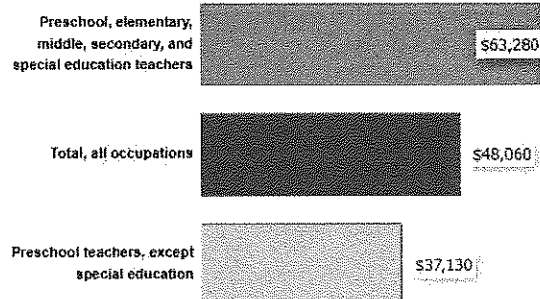 Preschool, elementary,
middle, secondary, and
special education teachers
$63,280
Total, all occupations
$48,060
Preschool teachers, except
special education
$37,130